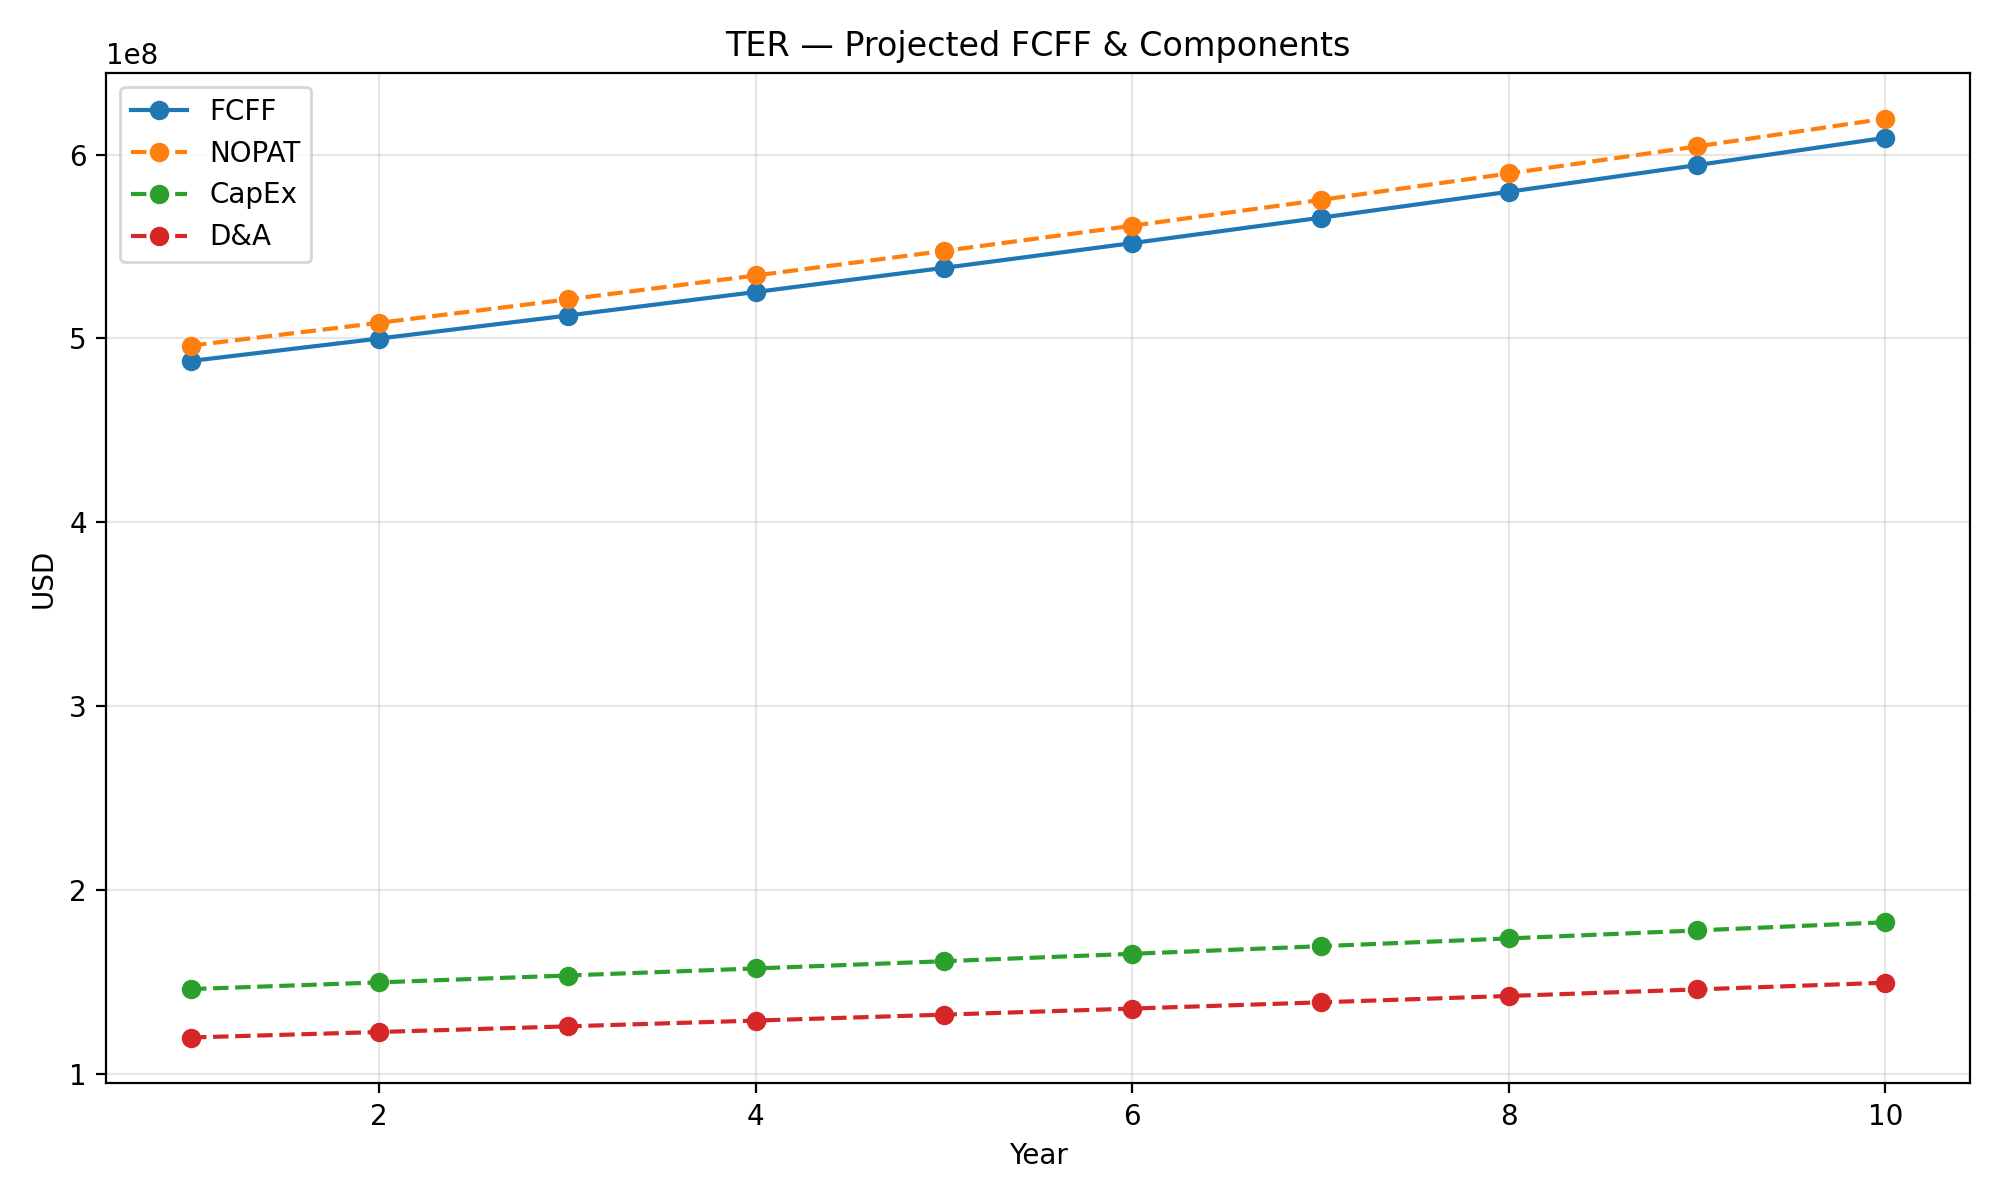 TER — Projected FCFF & Components
1e8
FCFF
NOPAT
CapEx
D&A
6
5
4
3
2
1
USD
2 4 6 8 10
Year